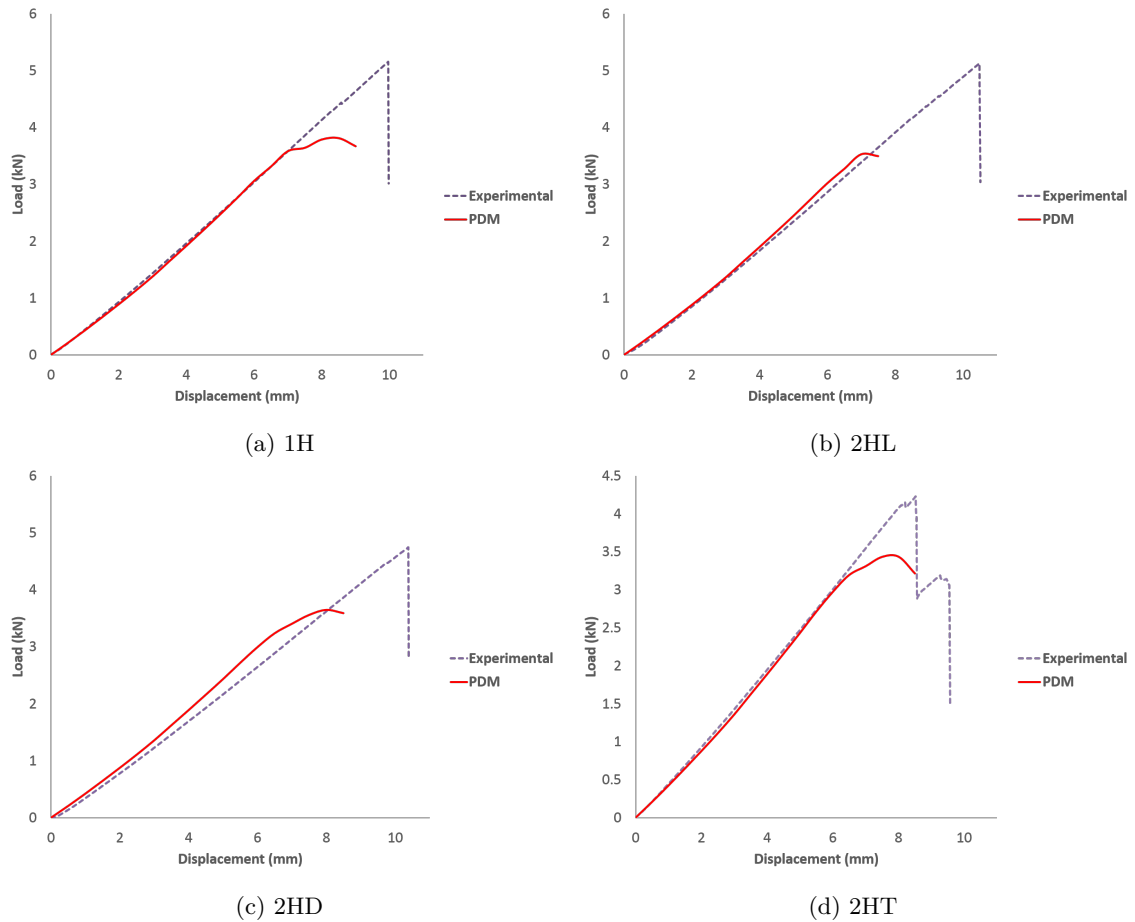 6
5
4
3
2
1
0
Load (kN)
0 2 4 6 8 10
Displacement (mm)
Experimental
PDM
(a) 1H
6
5
4
3
2
1
0
Load (kN)
0 2 4 6 8 10
Displacement (mm)
Experimental
PDM
(b) 2HL
6
5
4
3
2
1
0
Load (kN)
0 2 4 6 8 10
Displacement (mm)
Experimental
PDM
(c) 2HD
4.5
4
3.5
3
2.5
2
1.5
1
0.5
0
Load (kN)
0 2 4 6 8 10
Displacement (mm)
Experimental
PDM
(d) 2HT